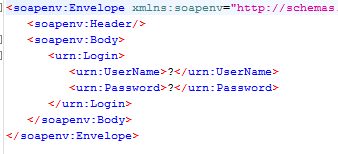 <soapenv:Envelope xmlns:soapenv="http://schemas.
<soapenv:Header/>
<soapenv:Body>
<urn:Login>
<urn:UserName>?</urn:UserName>
<urn:Password>?</urn:Password>
</urn:Login>
</soapenv:Body>
</soapenv:Envelope>